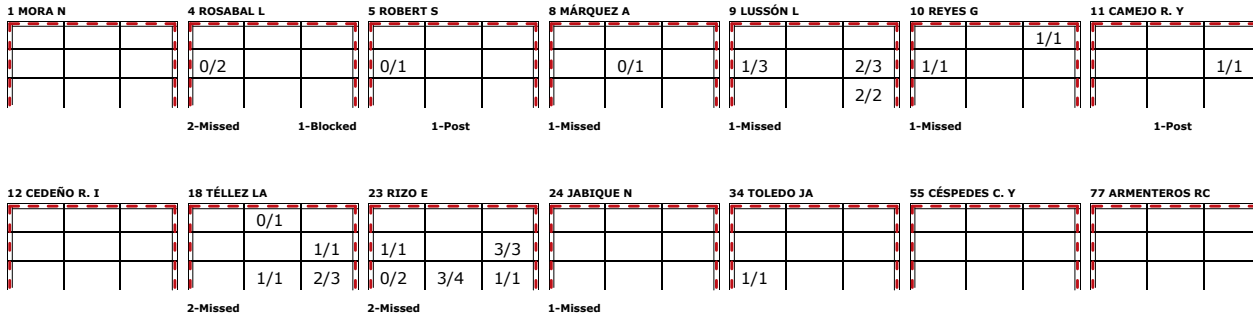 1 MORA N 4 ROSABAL L 5 ROBERT S 8 MÁRQUEZ A 9 LUSSÓN L 10 REYES G 11 CAMEJO R. Y
1/1
0/2 0/1 0/1 1/3 2/3 1/1 1/1
2/2
2-Missed 1-Blocked 1-Post 1-Missed 1-Missed 1-Missed 1-Post
12 CEDEÑO R. I 18 TÉLLEZ LA 23 RIZO E 24 JABIQUE N 34 TOLEDO JA 55 CÉSPEDES C. Y 77 ARMENTEROS RC
0/1
1/1 1/1 3/3
1/1 2/3 0/2 3/4 1/1 1/1
2-Missed 2-Missed 1-Missed